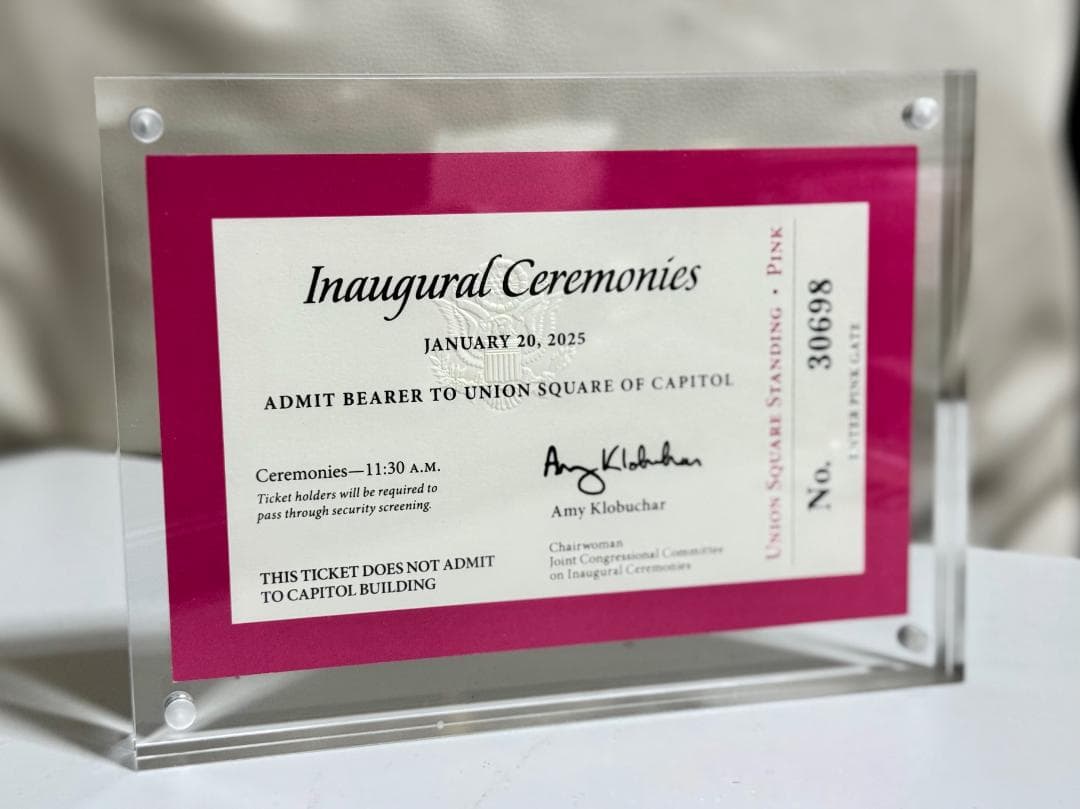 Inaugural Ceremonies
JANUARY 20, 2025
ADMIT BEARER TO UNION SQUARE OF CAPITOL
Ceremonies—11:30 A.M.
Ticket holders will be required to
pass through security screening.
THIS TICKET DOES NOT ADMIT
TO CAPITOL BUILDING
Amy Klobuchar
Amy Klobuchar
Chairwoman
Joint Congressional Committee
on Inaugural Ceremonies
UNION SQUARE STANDING • PINK
No. 30698
ENTER PINK GATE